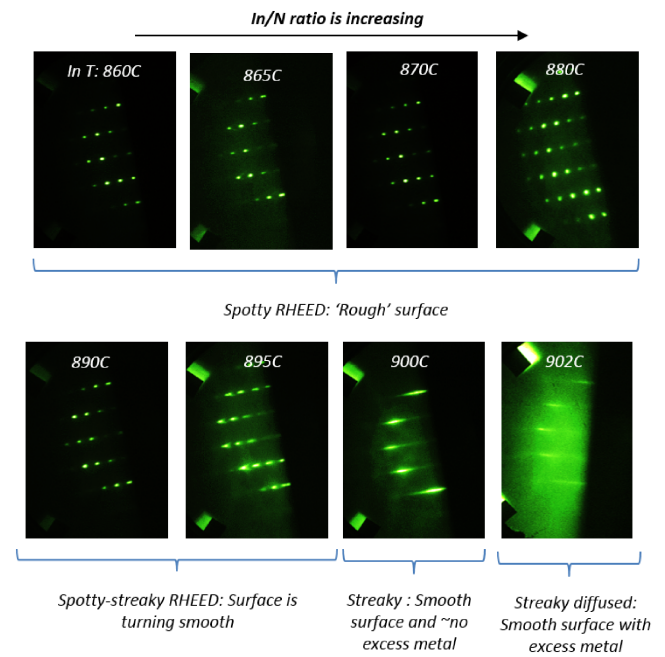 In/N ratio is increasing
In T: 860C
865C
870C
880C
Spotty RHEED: ‘Rough’ surface
890C
895C
900C
902C
Spotty-streaky RHEED: Surface is
turning smooth
Streaky : Smooth
surface and ~no
excess metal
Streaky diffused:
Smooth surface with
excess metal